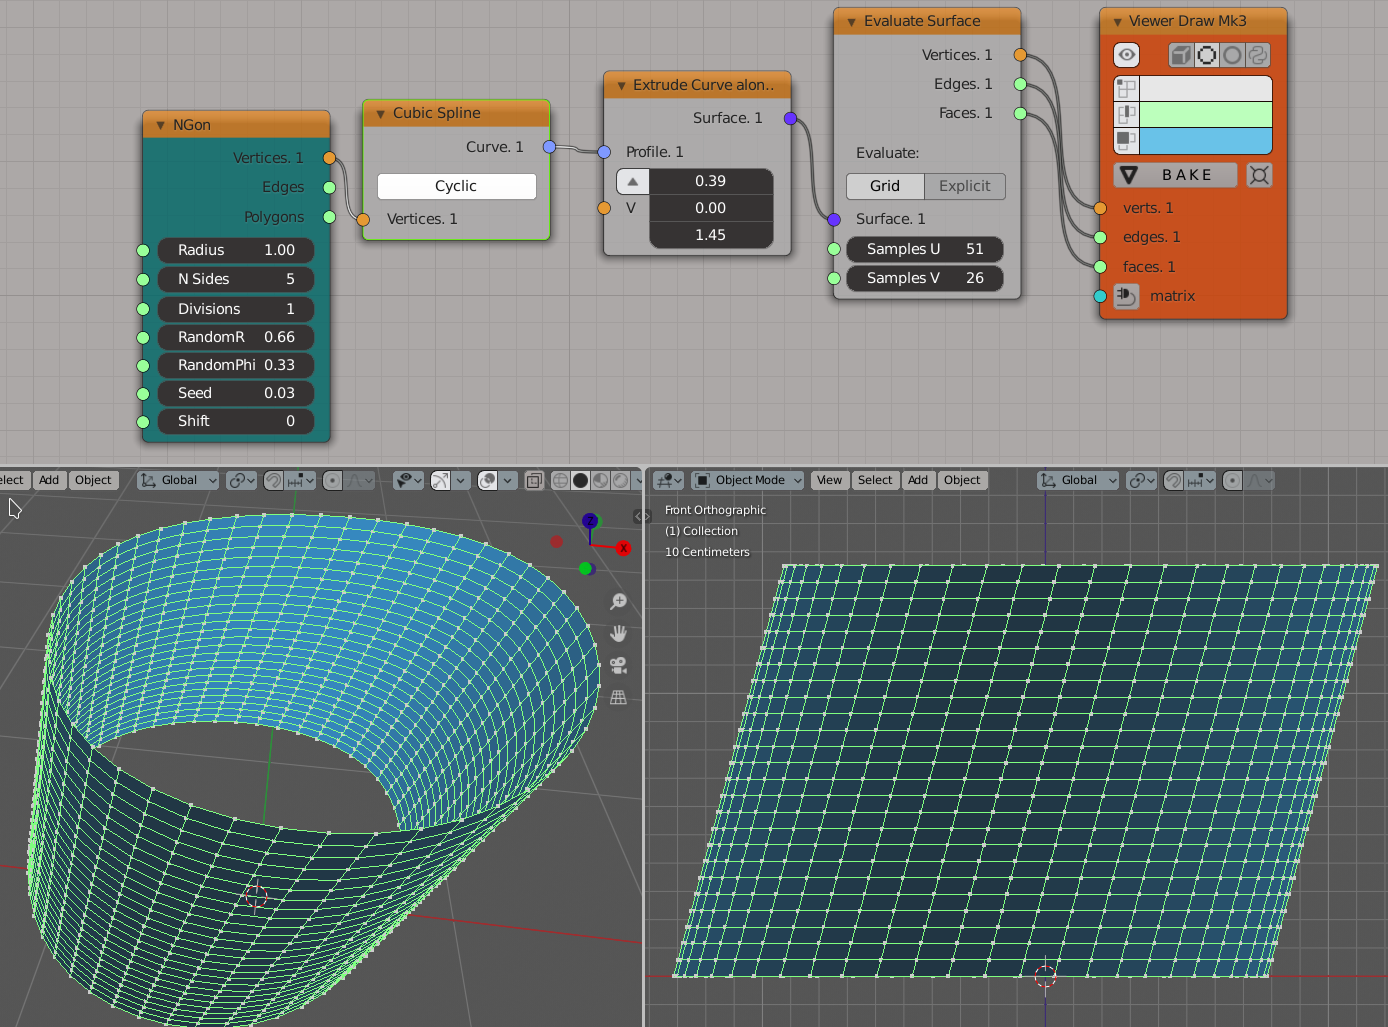 NGon
Vertices. 1
Edges
Polygons
Radius 1.00
N Sides 5
Divisions 1
RandomR 0.66
RandomPhi 0.33
Seed 0.03
Shift 0
Cubic Spline
Curve. 1
Cyclic
Vertices. 1
Extrude Curve alon..
Surface. 1
Profile. 1
0.39
V 0.00
1.45
Evaluate Surface
Vertices. 1
Edges. 1
Faces. 1
Evaluate:
Grid Explicit
Surface. 1
Samples U 51
Samples V 26
Viewer Draw Mk3
BAKE
verts. 1
edges. 1
faces. 1
matrix
elect Add Object Global
Z
X
Object Mode View Select Add Object Global
Front Orthographic
(1) Collection
10 Centimeters